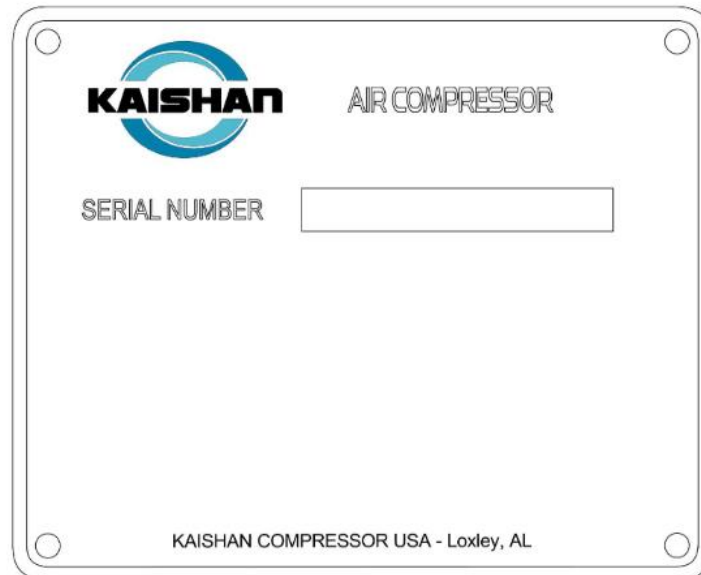 KAISHAN
AIR COMPRESSOR
SERIAL NUMBER
KAISHAN COMPRESSOR USA - Loxley, AL